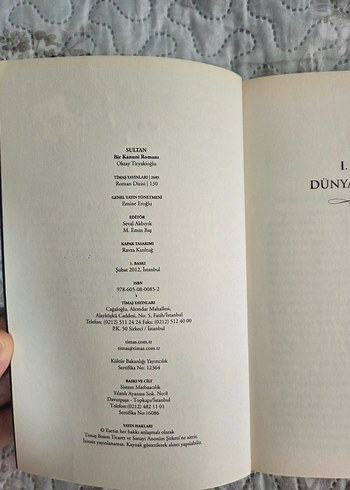 SULTAN
Bir Kanuni Romanı
Okay Tiryakioğlu
TİMAŞ YAYINLARI | 2685
Roman Dizisi | 130
GENEL YAYIN YÖNETMENİ
Emine Eroğlu
EDİTÖR
Seval Akbıyık
M. Emin Baş
KAPAK TASARIMI
Ravza Kızıltuğ
1. BASKI
Şubat 2012, İstanbul
ISBN
978-605-08-0085-2
TİMAŞ YAYINLARI
Cağaloğlu, Alemdar Mahallesi,
Alayköşkü Caddesi, No: 5, Fatih/İstanbul
Telefon: (0212) 511 24 24 Faks: (0212) 512 40 00
P.K. 50 Sirkeci / İstanbul
timas.com.tr
timas@timas.com.tr
Kültür Bakanlığı Yayıncılık
Sertifika No: 12364
BASKI VE CİLT
Sistem Matbaacılık
Yılanlı Ayazma Sok. No:8
Davutpaşa - Topkapı/İstanbul
Telefon: (0212) 482 11 01
Sertifika No:16086
YAYIN HAKLARI
© Eserin her hakkı anlaşmalı olarak
Timaş Basım Ticaret ve Sanayi Anonim Şirketi'ne aittir.
İzinsiz yayınlanamaz. Kaynak gösterilerek alıntı yapılabilir.
I.
DÜNYA